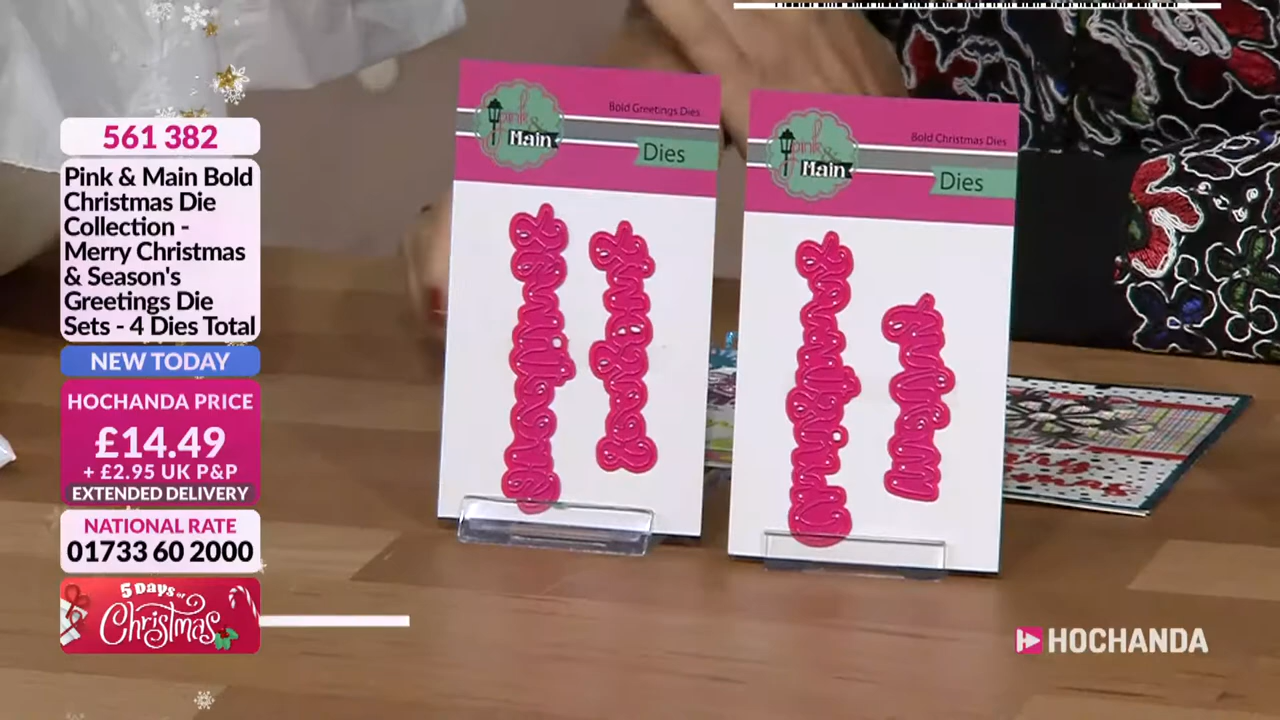 561 382
Pink & Main Bold
Christmas Die
Collection -
Merry Christmas
& Season's
Greetings Die
Sets - 4 Dies Total
NEW TODAY
HOCHANDA PRICE
£14.49
+ £2.95 UK P&P
EXTENDED DELIVERY
NATIONAL RATE
01733 60 2000
5 Days of
Christmas
Bold Greetings Dies
pink &
Main
Dies
Bold Christmas Dies
pink &
Main
Dies
HOCHANDA